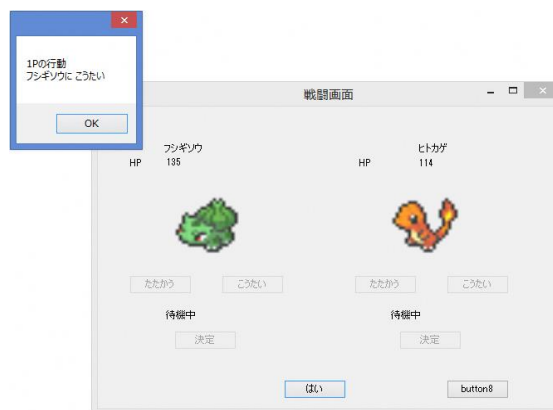 1Pの行動
フシギソウに こうたい
OK
戦闘画面
フシギソウ
HP 135
ヒトカゲ
HP 114
たたかう こうたい
たたかう こうたい
待機中
待機中
決定
決定
はい
button8